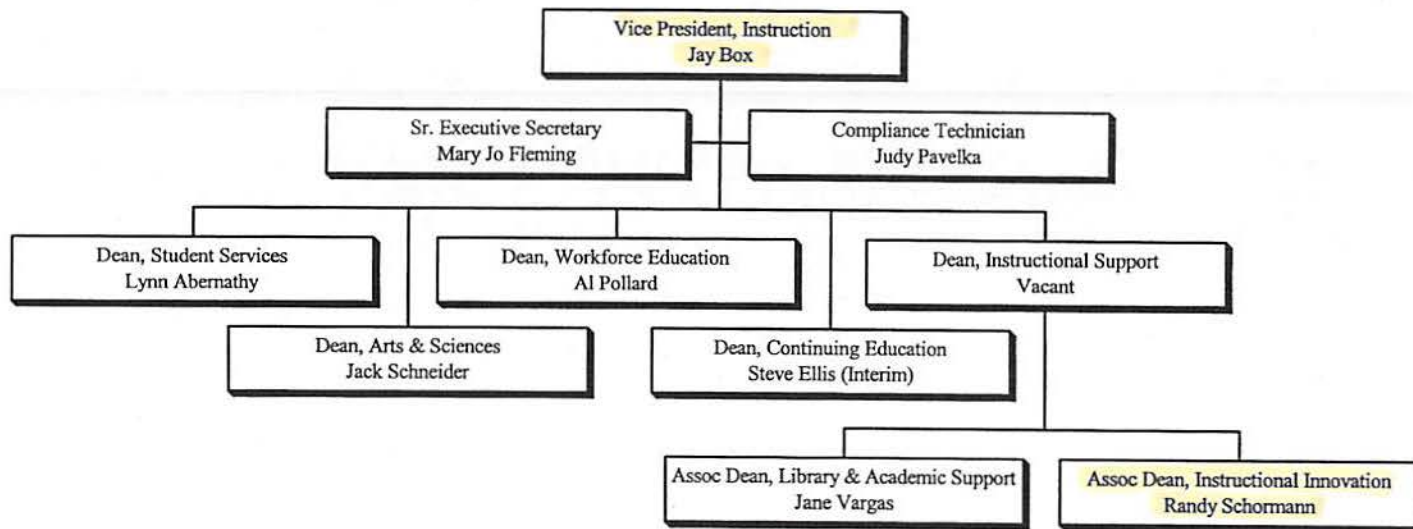 Vice President, Instruction
Jay Box
Sr. Executive Secretary
Mary Jo Fleming
Compliance Technician
Judy Pavelka
Dean, Student Services
Lynn Abernathy
Dean, Workforce Education
Al Pollard
Dean, Instructional Support
Vacant
Dean, Arts & Sciences
Jack Schneider
Dean, Continuing Education
Steve Ellis (Interim)
Assoc Dean, Library & Academic Support
Jane Vargas
Assoc Dean, Instructional Innovation
Randy Schormann